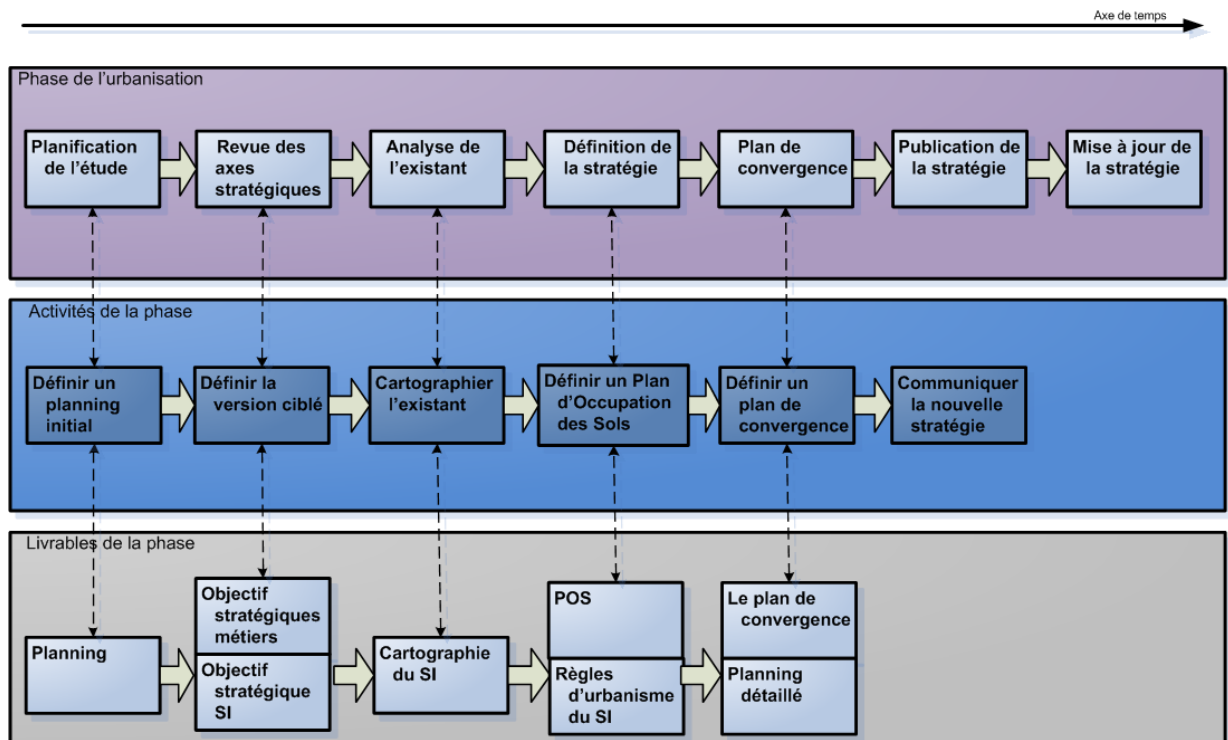 Axe de temps
Phase de l'urbanisation
Planification
de l'étude
Revue des
axes
stratégiques
Analyse de
l'existant
Définition de
la stratégie
Plan de
convergence
Publication de
la stratégie
Mise à jour de
la stratégie
Activités de la phase
Définir un
planning
initial
Définir la
version ciblé
Cartographier
l'existant
Définir un Plan
d'Occupation
des Sols
Définir un
plan de
convergence
Communiquer
la nouvelle
stratégie
Livrables de la phase
Planning
Objectif
stratégiques
métiers
Objectif
stratégique
SI
Cartographie
du SI
POS
Règles
d'urbanisme
du SI
Le plan de
convergence
Planning
détaillé